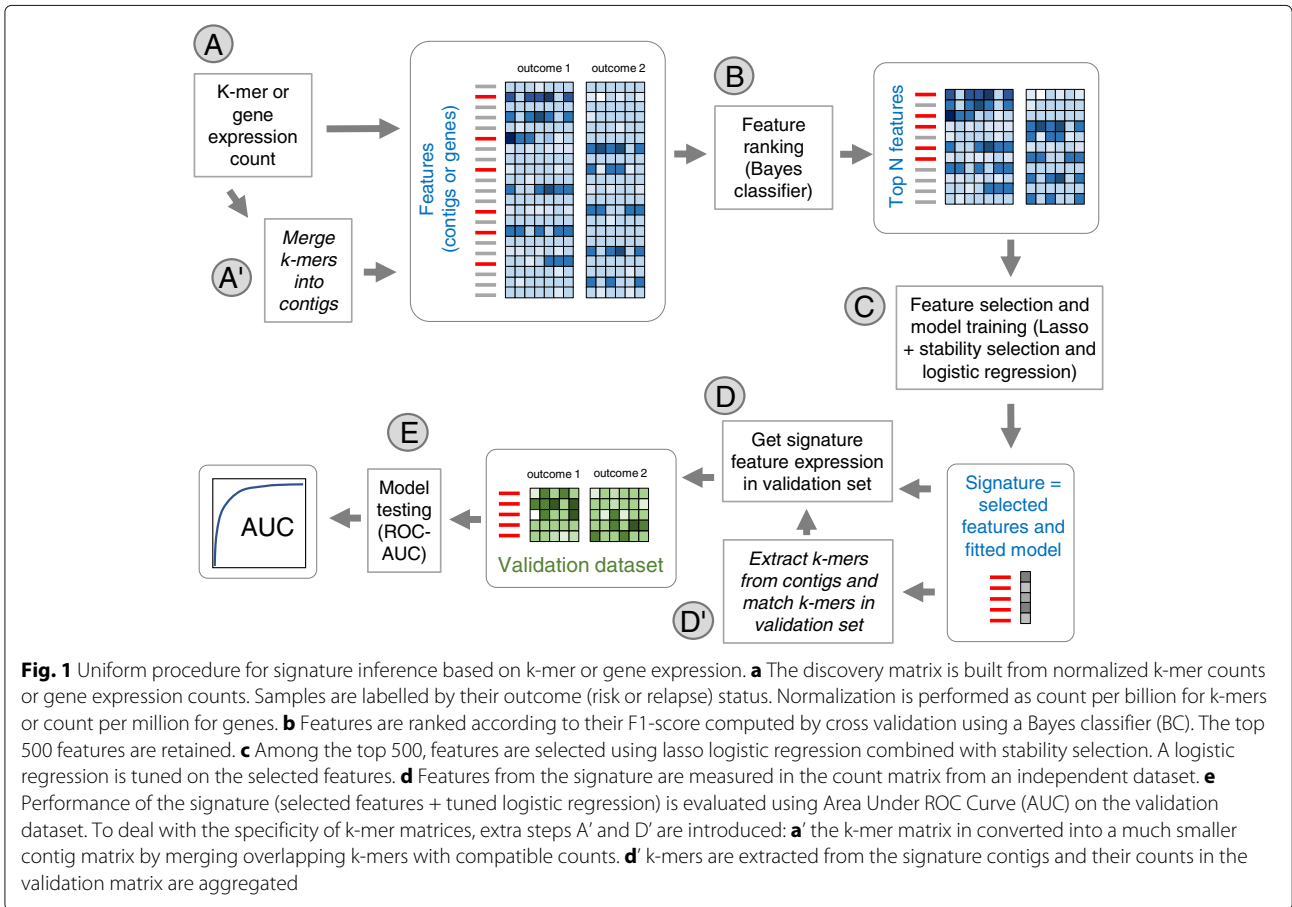 A
K-mer or
gene
expression
count
A'
Merge
k-mers
into
contigs
Features
(contigs or genes)
outcome 1
outcome 2
B
Feature
ranking
(Bayes
classifier)
Top N features
C
Feature selection and
model training (Lasso
+ stability selection and
logistic regression)
Signature =
selected
features and
fitted model
D
Get signature
feature expression
in validation set
D'
Extract k-mers
from contigs and
match k-mers in
validation set
outcome 1
outcome 2
Validation dataset
E
Model
testing
(ROC-
AUC)
AUC
Fig. 1 Uniform procedure for signature inference based on k-mer or gene expression. a The discovery matrix is built from normalized k-mer counts
or gene expression counts. Samples are labelled by their outcome (risk or relapse) status. Normalization is performed as count per billion for k-mers
or count per million for genes. b Features are ranked according to their F1-score computed by cross validation using a Bayes classifier (BC). The top
500 features are retained. c Among the top 500, features are selected using lasso logistic regression combined with stability selection. A logistic
regression is tuned on the selected features. d Features from the signature are measured in the count matrix from an independent dataset. e
Performance of the signature (selected features + tuned logistic regression) is evaluated using Area Under ROC Curve (AUC) on the validation
dataset. To deal with the specificity of k-mer matrices, extra steps A' and D' are introduced: a' the k-mer matrix in converted into a much smaller
contig matrix by merging overlapping k-mers with compatible counts. d' k-mers are extracted from the signature contigs and their counts in the
validation matrix are aggregated